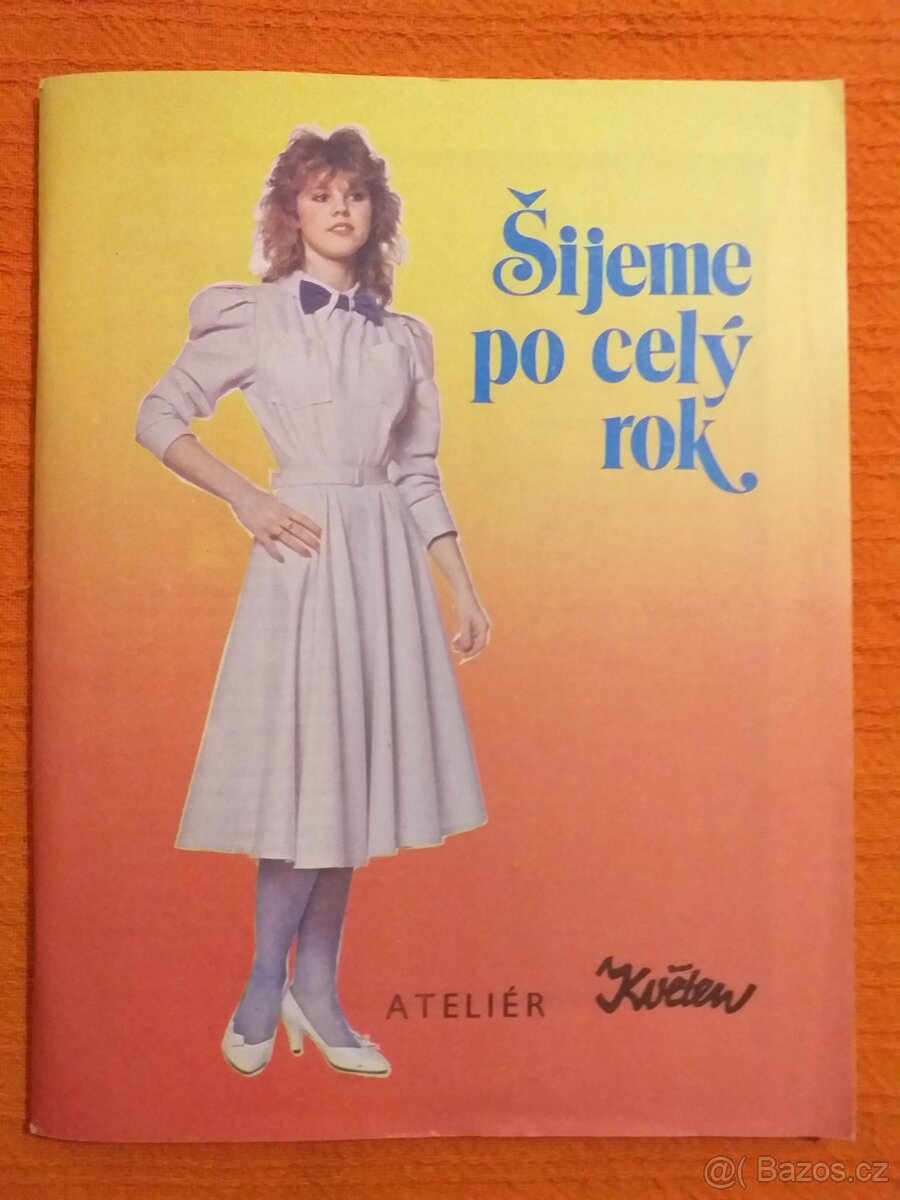 Šijeme
po celý
rok
ATELIÉR Květen
@( Bazos.cz